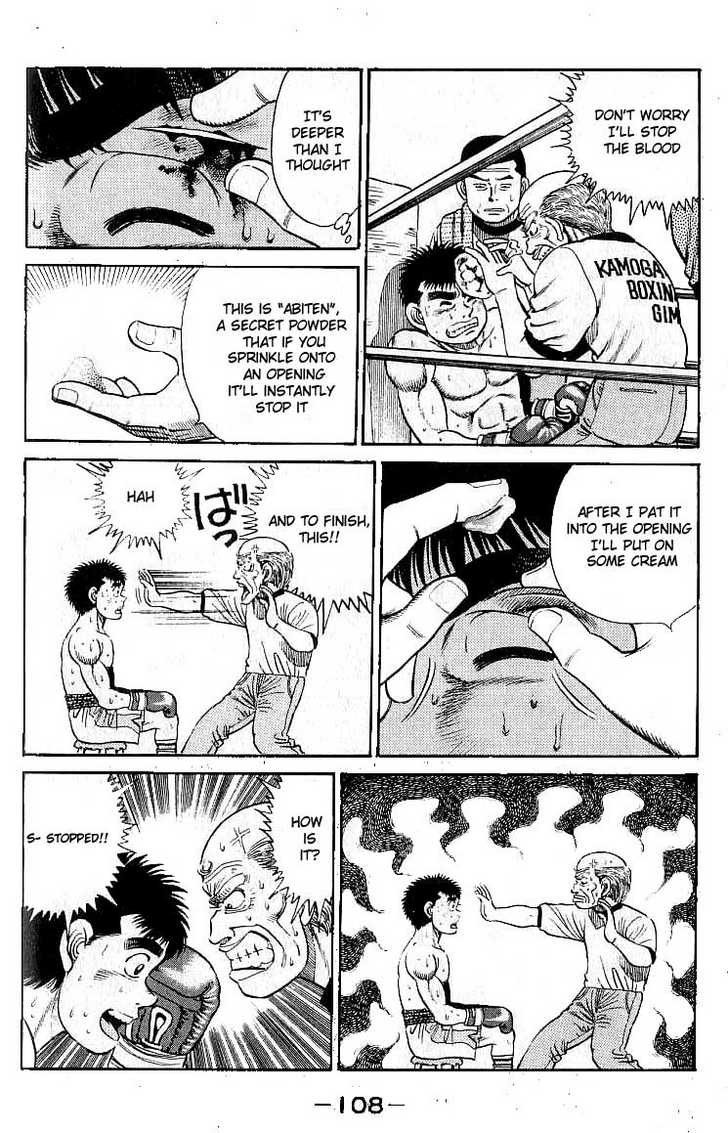 DON'T WORRY
I'LL STOP
THE BLOOD
KAMOGA
BOXIN
GIM
IT'S
DEEPER
THAN I
THOUGHT
THIS IS "ABITEN",
A SECRET POWDER
THAT IF YOU
SPRINKLE ONTO
AN OPENING
IT'LL INSTANTLY
STOP IT
AFTER I PAT IT
INTO THE OPENING
I'LL PUT ON
SOME CREAM
AND TO FINISH,
THIS!!
ばっ
HAH
HOW
IS
IT?
S- STOPPED!!
-108-